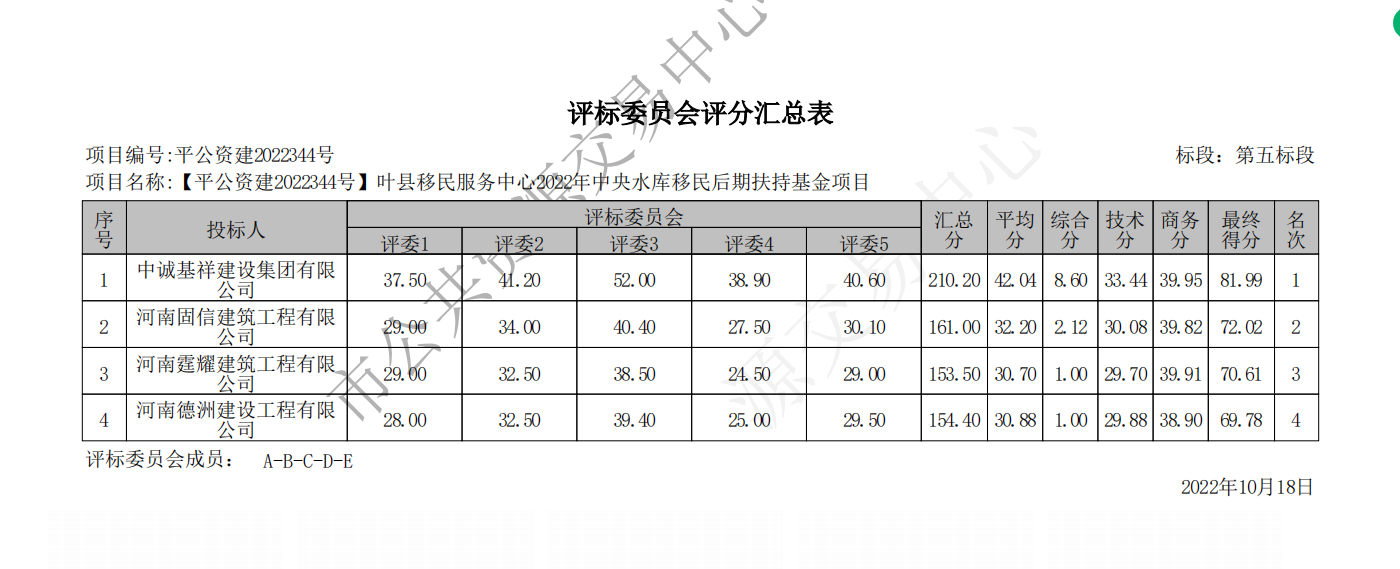 评标委员会评分汇总表
项目编号:平公资建2022344号 标段：第五标段
项目名称:【平公资建2022344号】叶县移民服务中心2022年中央水库移民后期扶持基金项目
序号 投标人 评标委员会 汇总分 平均分 综合分 技术分 商务分 最终得分 名次
评委1 评委2 评委3 评委4 评委5
1 中诚基祥建设集团有限公司 37.50 41.20 52.00 38.90 40.60 210.20 42.04 8.60 33.44 39.95 81.99 1
2 河南固信建筑工程有限公司 29.00 34.00 40.40 27.50 30.10 161.00 32.20 2.12 30.08 39.82 72.02 2
3 河南霆耀建筑工程有限公司 29.00 32.50 38.50 24.50 29.00 153.50 30.70 1.00 29.70 39.91 70.61 3
4 河南德洲建设工程有限公司 28.00 32.50 39.40 25.00 29.50 154.40 30.88 1.00 29.88 38.90 69.78 4
评标委员会成员： A-B-C-D-E
2022年10月18日
市公共资源交易中心
源交易中心